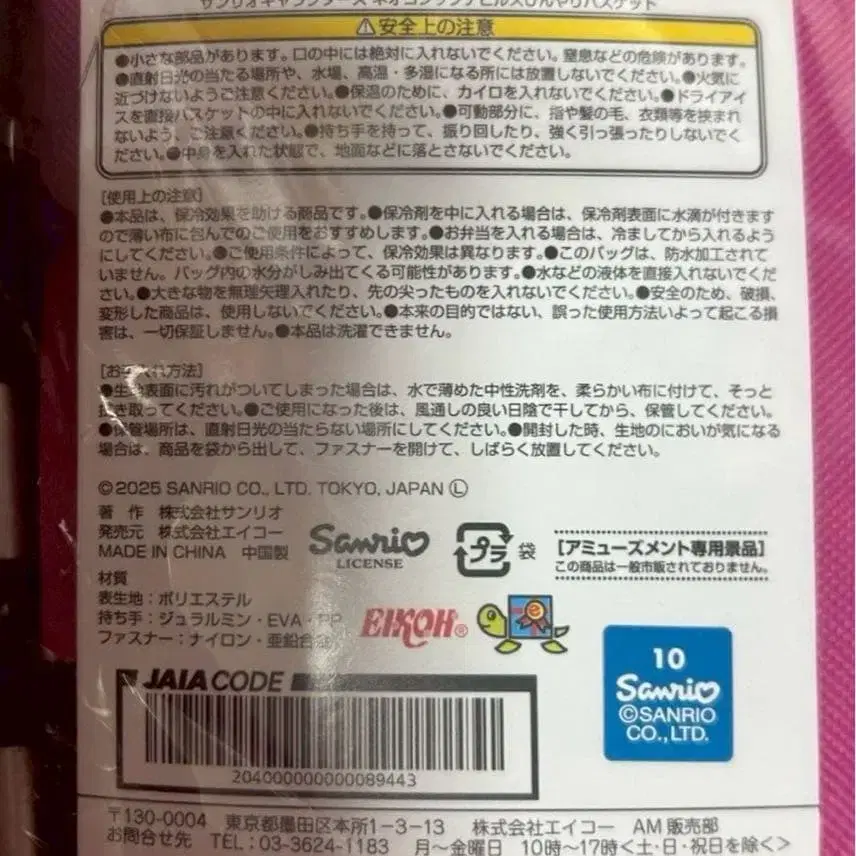 サンリオキャラクターズ
⚠安全上の注意
●小さな部品があります。口の中には絶対に入れないでください。窒息などの危険があります。
●直射日光の当たる場所や、水場、高温・多湿になる所には放置しないでください。●火気に
近づけないようご注意ください。●保温のために、カイロを入れないでください。●ドライアイ
スを直接バスケットの中に入れないでください。●可動部分に、指や髪の毛、衣類等を挟まれ
ないよう、ご注意ください。●持ち手を持って、振り回したり、強く引っ張ったりしないでく
ださい。●中身を入れた状態で、地面などに落とさないでください。
[使用上の注意]
●本品は、保冷効果を助ける商品です。●保冷剤を中に入れる場合は、保冷剤表面に水滴が付きます
ので薄い布に包んでのご使用をおすすめします。●お弁当を入れる場合は、冷ましてから入れるよう
にしてください。●ご使用条件によって、保冷効果は異なります。●このバッグは、防水加工されて
いません。バッグ内の水分がしみ出てくる可能性があります。●水などの液体を直接入れないでくだ
さい。●大きな物を無理矢理入れたり、先の尖ったものを入れないでください。●安全のため、破損、
変形した商品は、使用しないでください。●本来の目的ではない、誤った使用方法いよって起こる損
害は、一切保証しません。●本品は洗濯できません。
[お手入れ方法]
●生地表面に汚れがついてしまった場合は、水で薄めた中性洗剤を、柔らかい布に付けて、そっと
拭き取ってください。●ご使用になった後は、風通しの良い日陰で干してから、保管してください。
●保管場所は、直射日光の当たらない場所にしてください。●開封した時、生地のにおいが気になる
場合は、商品を袋から出して、ファスナーを開けて、しばらく放置してください。
©2025 SANRIO CO., LTD. TOKYO, JAPAN Ⓛ
著 作 株式会社サンリオ
発売元 株式会社エイコー
MADE IN CHINA 中国製
Sanrio
LICENSE
プラ 袋
[アミューズメント専用景品]
この商品は一般市販されておりません。
材質
表生地：ポリエステル
持ち手：ジュラルミン・EVA・PP
ファスナー：ナイロン・亜鉛合金
EIKOH®
e
10
Sanrio
©SANRIO
CO.,LTD.
JAIA CODE
204000000000089443
〒130-0004 東京都墨田区本所1-3-13 株式会社エイコー AM販売部
お問合せ先 TEL：03-3624-1183 月～金曜日 10時～17時＜土・日・祝日を除く＞